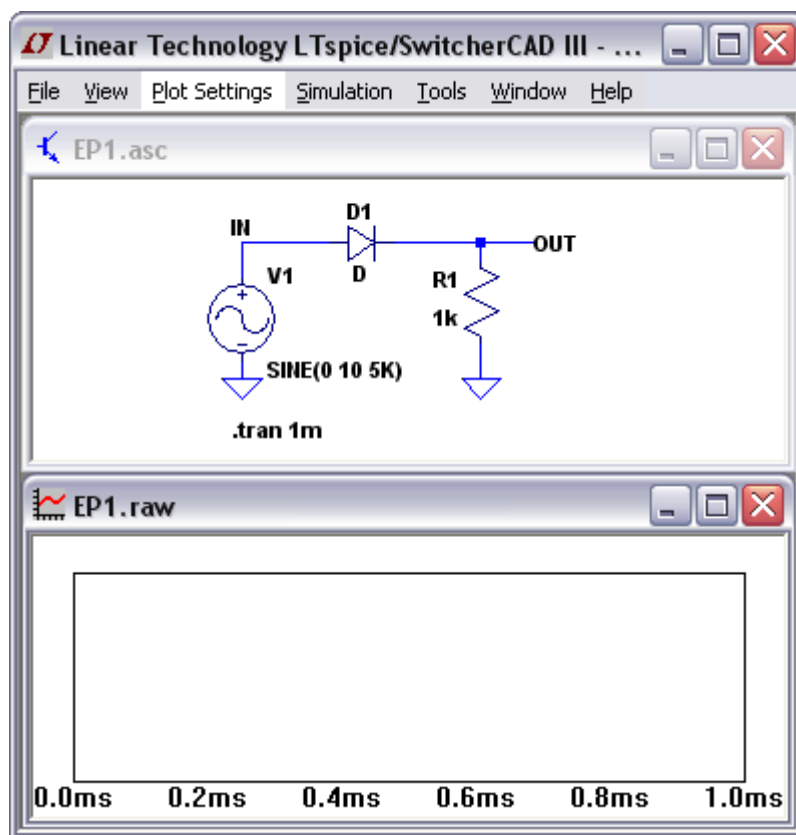 Linear Technology LTspice/SwitcherCAD III - ...
File View Plot Settings Simulation Tools Window Help
EP1.asc
D1
IN
OUT
V1
D
R1
1k
SINE(0 10 5K)
.tran 1m
EP1.raw
0.0ms 0.2ms 0.4ms 0.6ms 0.8ms 1.0ms